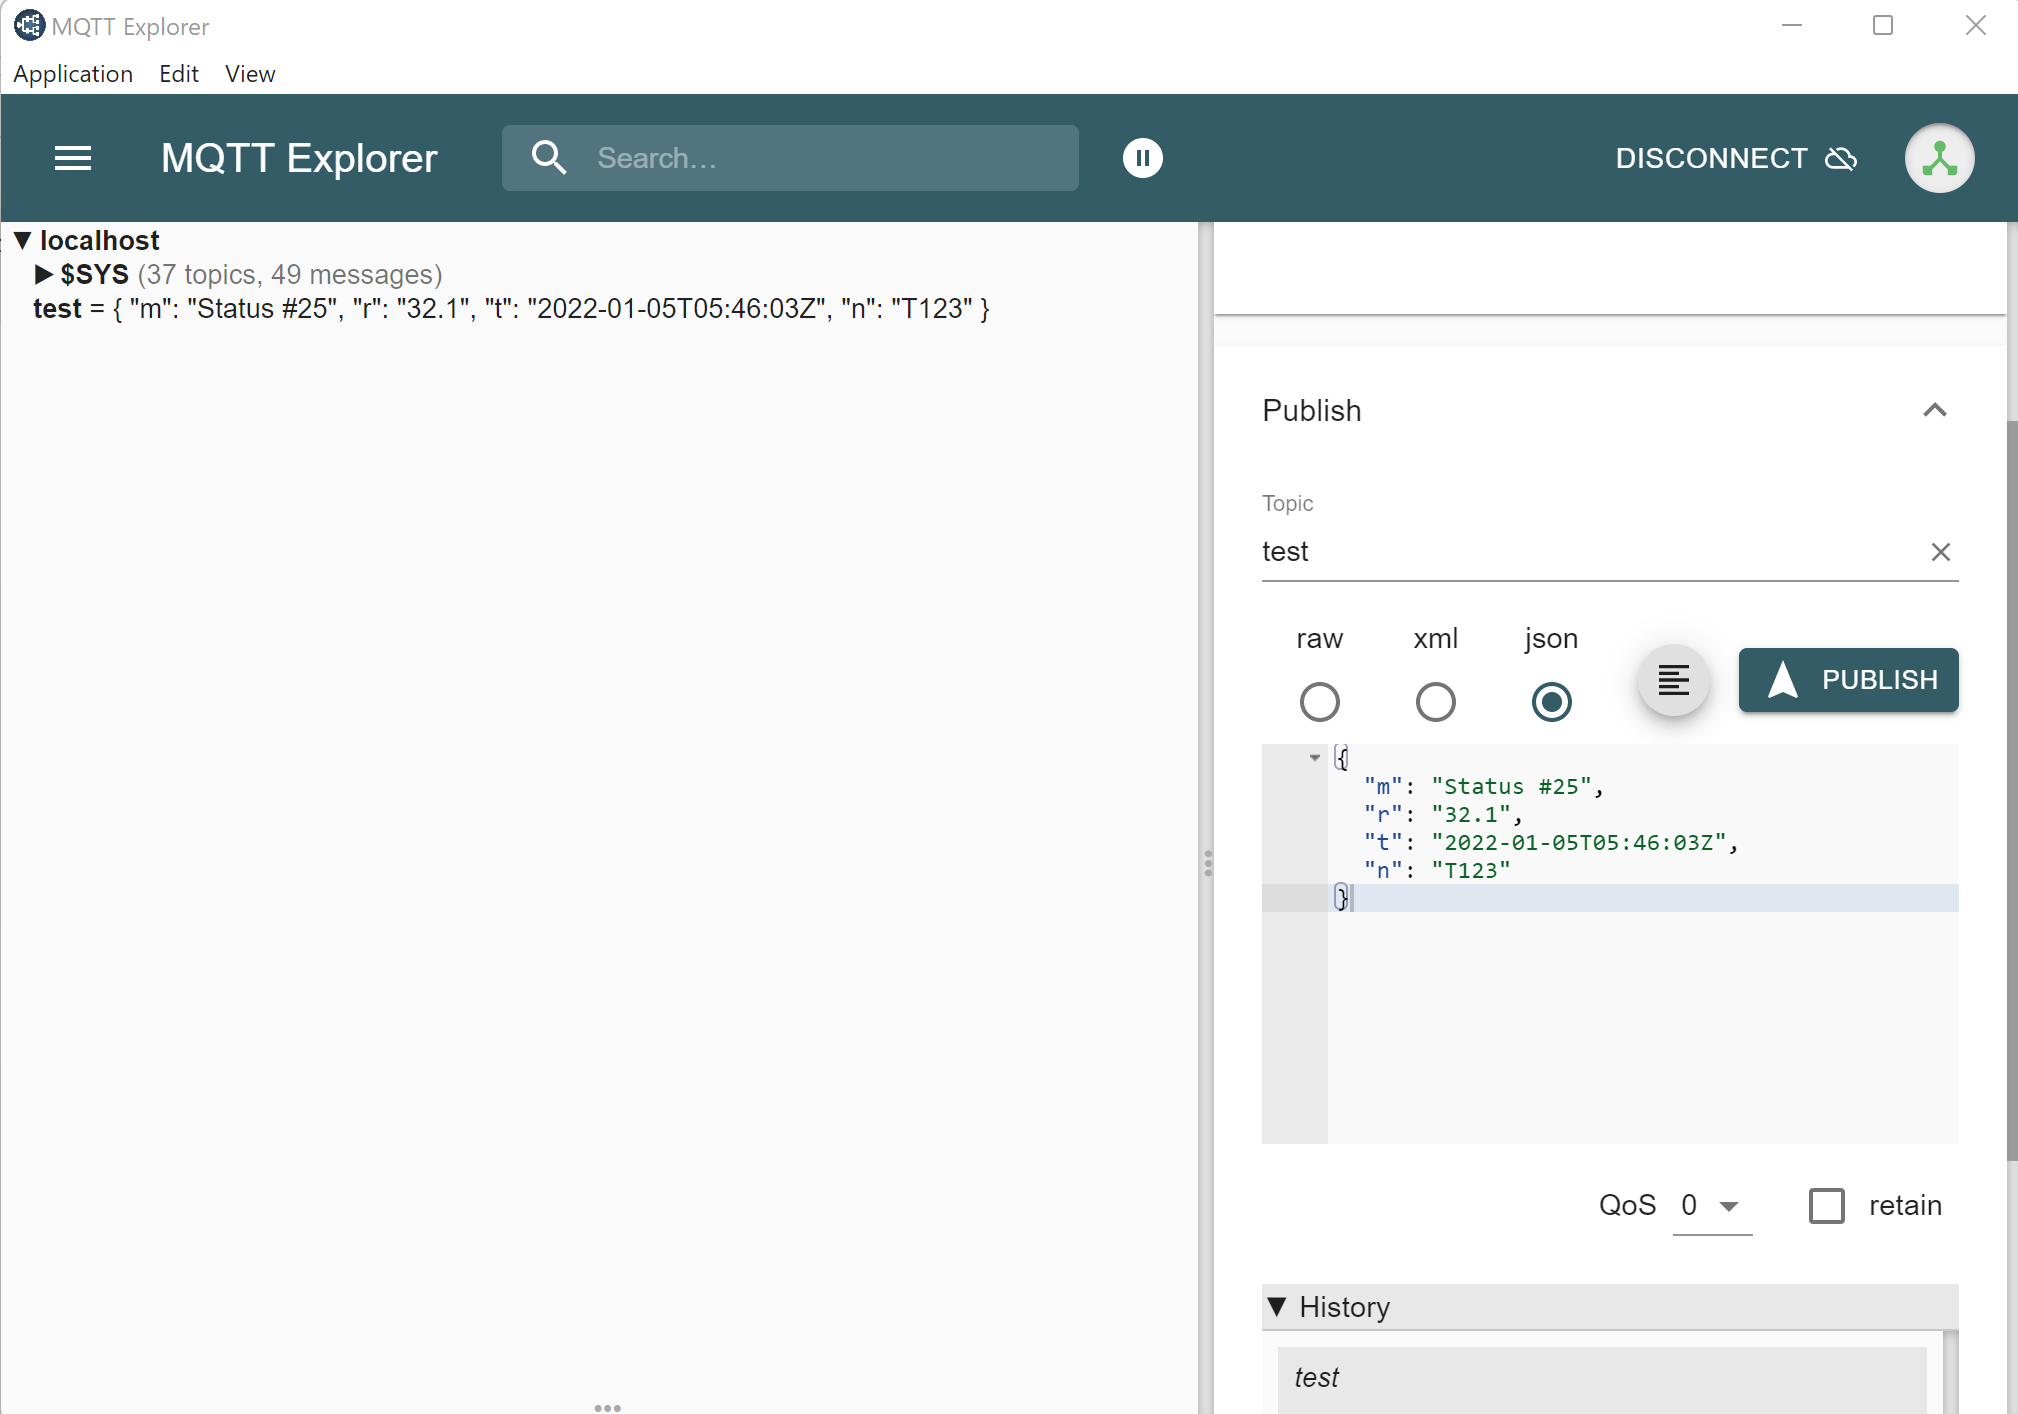 MQTT Explorer
Application Edit View
MQTT Explorer
Search...
DISCONNECT
▼ localhost
▶ $SYS (37 topics, 49 messages)
test = { "m": "Status #25", "r": "32.1", "t": "2022-01-05T05:46:03Z", "n": "T123" }
Publish
Topic
test
raw xml json
PUBLISH
{
"m": "Status #25",
"r": "32.1",
"t": "2022-01-05T05:46:03Z",
"n": "T123"
}
QoS 0 retain
▼ History
test